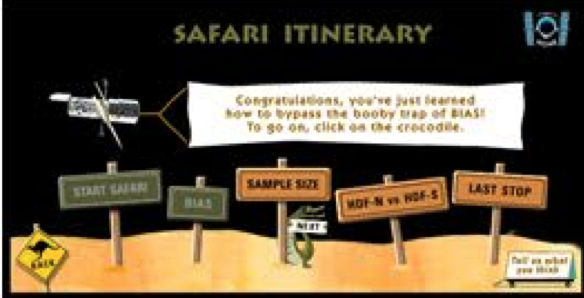 SAFARI ITINERARY
Congratulations, you've just learned
how to bypass the booby trap of BIAS!
To go on, click on the crocodile.
START SAFARI
BIAS
SAMPLE SIZE
HDF-N vs HDF-S
LAST STOP
NEXT
BACK
Tell us what
you think